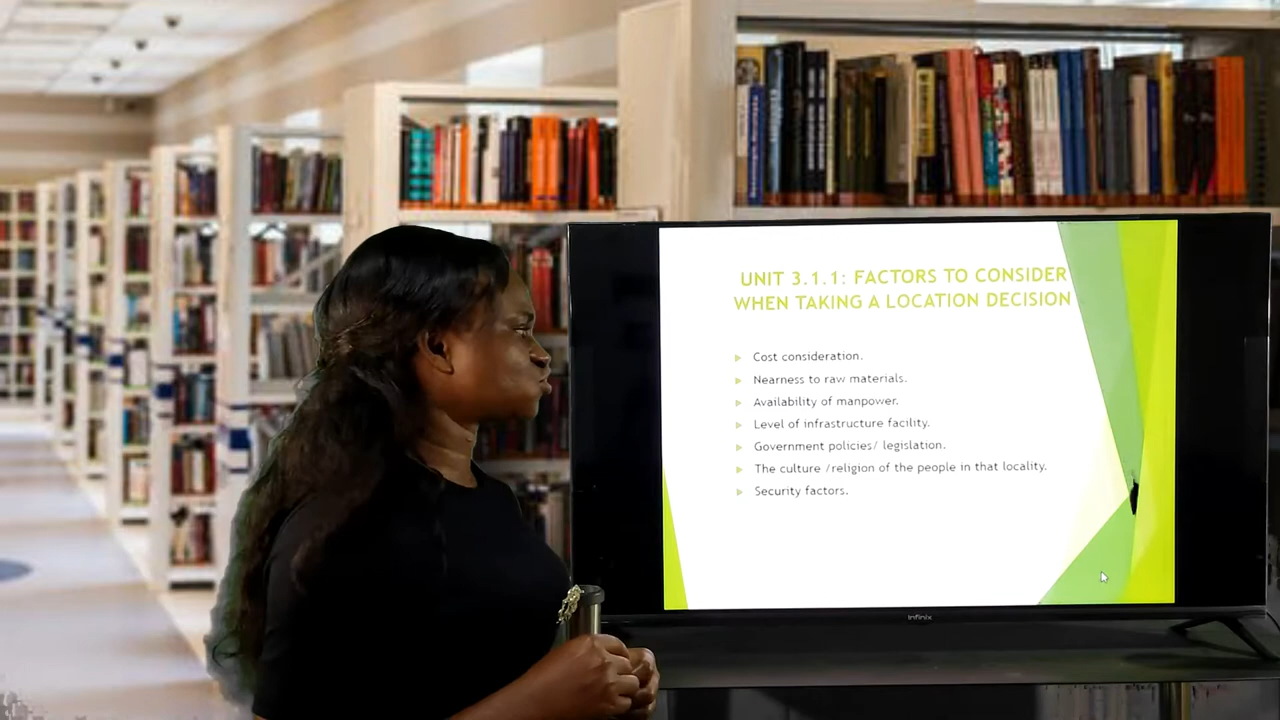 UNIT 3.1.1: FACTORS TO CONSIDER
WHEN TAKING A LOCATION DECISION
Cost consideration.
Nearness to raw materials.
Availability of manpower.
Level of infrastructure facility.
Government policies/ legislation.
The culture /religion of the people in that locality.
Security factors.
Infinix